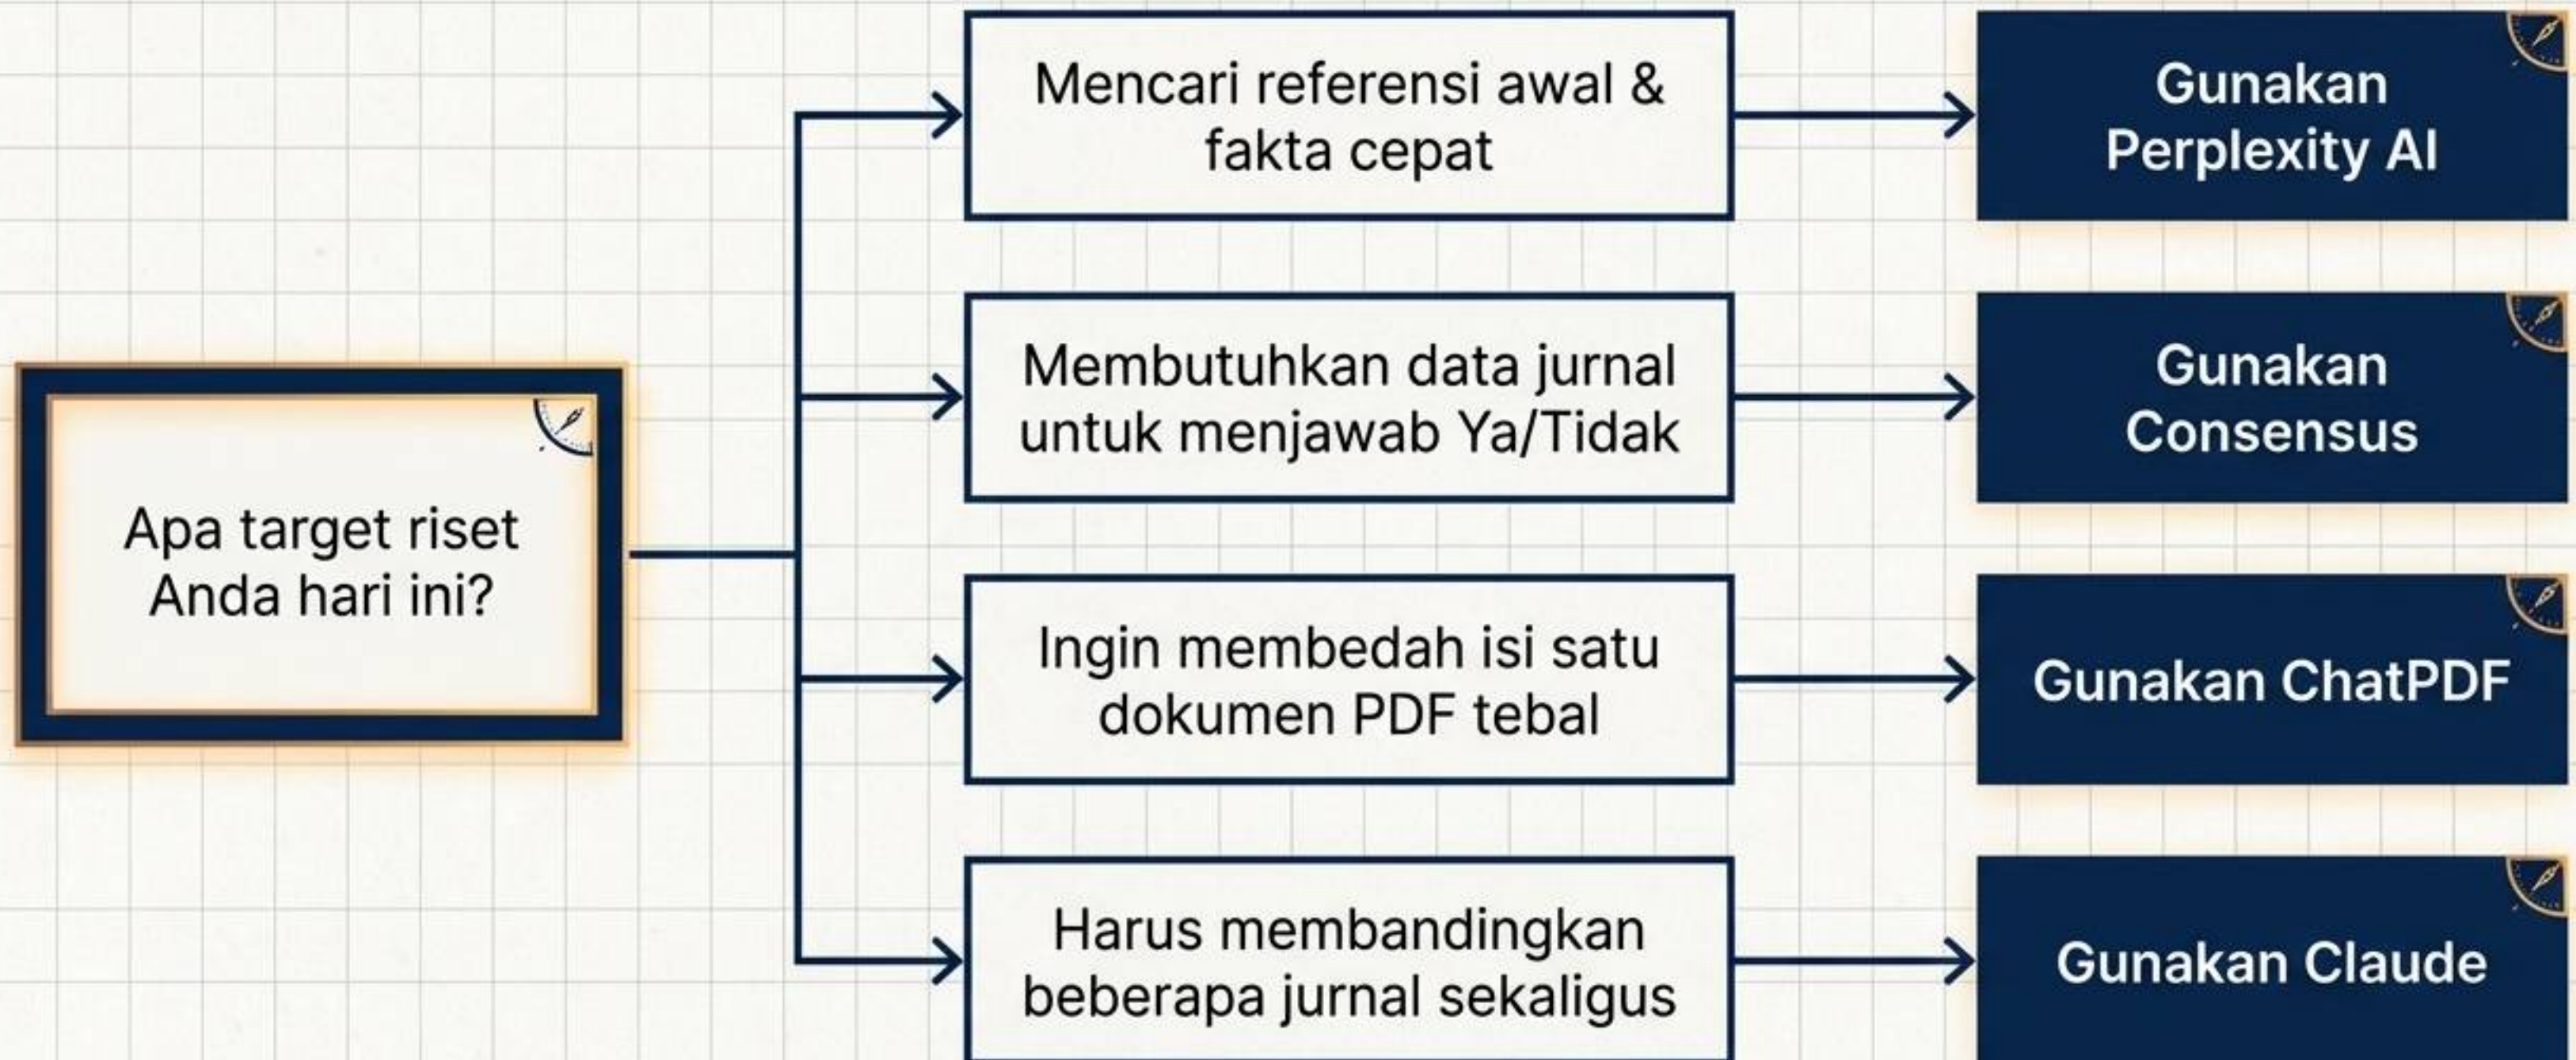 Apa target riset
Anda hari ini?
Mencari referensi awal &
fakta cepat
Gunakan
Perplexity AI
Membutuhkan data jurnal
untuk menjawab Ya/Tidak
Gunakan
Consensus
Ingin membedah isi satu
dokumen PDF tebal
Gunakan ChatPDF
Harus membandingkan
beberapa jurnal sekaligus
Gunakan Claude